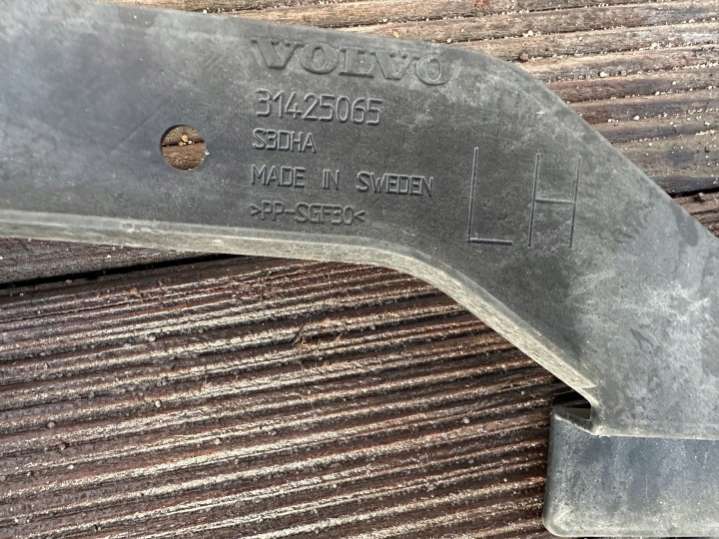 VOLVO
31425065
S3DHA
MADE IN SWEDEN
>PP-SGF30<
LH